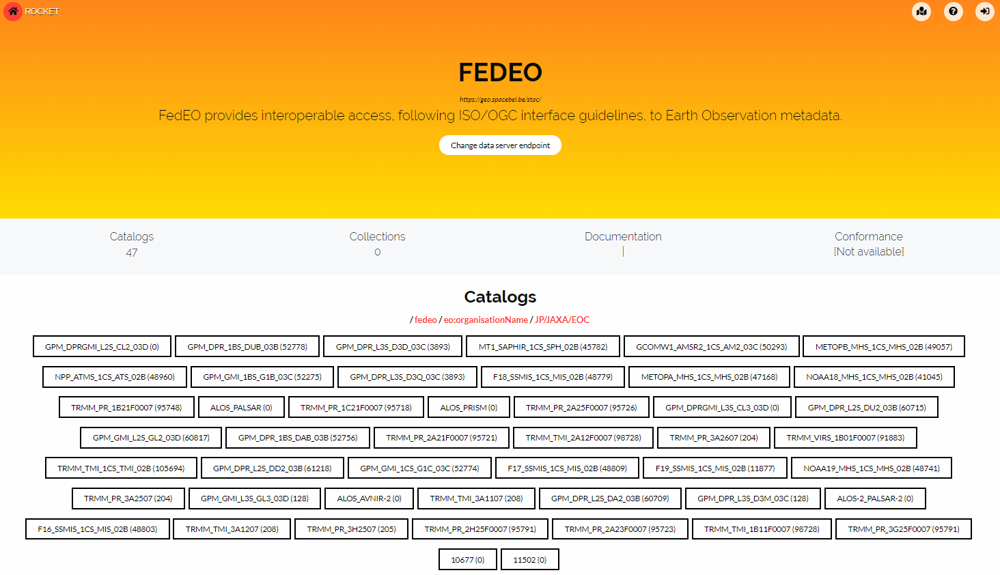 ROCKET
FEDEO
https://geo.spacebel.be/stac/
FedEO provides interoperable access, following ISO/OGC interface guidelines, to Earth Observation metadata.
Change data server endpoint
Catalogs Collections Documentation Conformance
47 0 | [Not available]
Catalogs
/ fedeo / eo:organisationName / JP/JAXA/EOC
GPM_DPRGMI_L2S_CL2_03D (0) GPM_DPR_1BS_DUB_03B (52778) GPM_DPR_L3S_D3D_03C (3893) MT1_SAPHIR_1CS_SPH_02B (45782) GCOMW1_AMSR2_1CS_AM2_03C (50293) METOPB_MHS_1CS_MHS_02B (49057)
NPP_ATMS_1CS_ATS_02B (48960) GPM_GMI_1BS_G1B_03C (52275) GPM_DPR_L3S_D3Q_03C (3893) F18_SSMIS_1CS_MIS_02B (48779) METOPA_MHS_1CS_MHS_02B (47168) NOAA18_MHS_1CS_MHS_02B (41045)
TRMM_PR_1B21F0007 (95748) ALOS_PALSAR (0) TRMM_PR_1C21F0007 (95718) ALOS_PRISM (0) TRMM_PR_2A25F0007 (95726) GPM_DPRGMI_L3S_CL3_03D (0) GPM_DPR_L2S_DU2_03B (60715)
GPM_GMI_L2S_GL2_03D (60817) GPM_DPR_1BS_DAB_03B (52756) TRMM_PR_2A21F0007 (95721) TRMM_TMI_2A12F0007 (98728) TRMM_PR_3A2607 (204) TRMM_VIRS_1B01F0007 (91883)
TRMM_TMI_1CS_TMI_02B (105694) GPM_DPR_L2S_DD2_03B (61218) GPM_GMI_1CS_G1C_03C (52774) F17_SSMIS_1CS_MIS_02B (48809) F19_SSMIS_1CS_MIS_02B (11877) NOAA19_MHS_1CS_MHS_02B (48741)
TRMM_PR_3A2507 (204) GPM_GMI_L3S_GL3_03D (128) ALOS_AVNIR-2 (0) TRMM_TMI_3A1107 (208) GPM_DPR_L2S_DA2_03B (60709) GPM_DPR_L3S_D3M_03C (128) ALOS-2_PALSAR-2 (0)
F16_SSMIS_1CS_MIS_02B (48803) TRMM_TMI_3A1207 (208) TRMM_PR_3H2507 (205) TRMM_PR_2H25F0007 (95791) TRMM_PR_2A23F0007 (95723) TRMM_TMI_1B11F0007 (98728) TRMM_PR_3G25F0007 (95791)
10677 (0) 11502 (0)